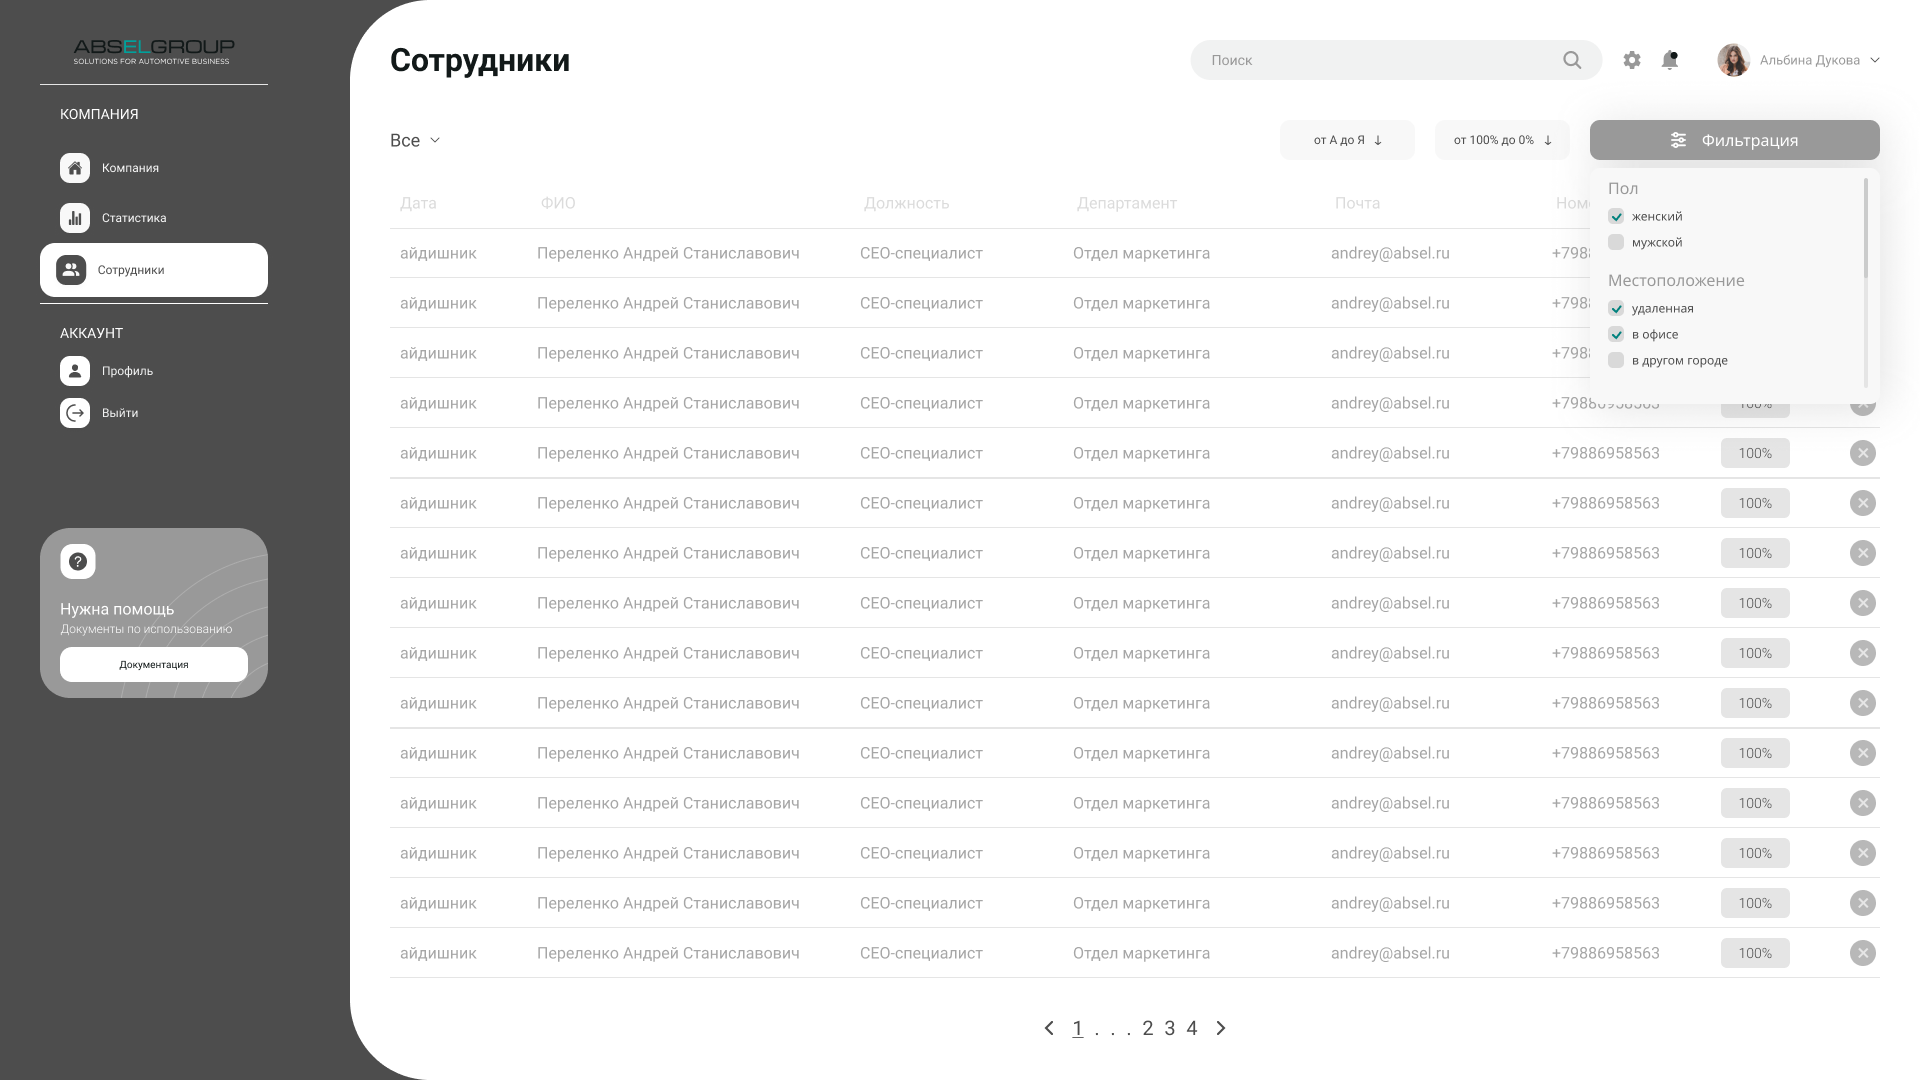 ABSELGROUP
SOLUTIONS FOR AUTOMOTIVE BUSINESS
КОМПАНИЯ
Компания
Статистика
Сотрудники
АККАУНТ
Профиль
Выйти
?
Нужна помощь
Документы по использованию
Документация
Сотрудники
Поиск
Альбина Дукова
Все
от А до Я ↓
от 100% до 0% ↓
Фильтрация
Пол
женский
мужской
Местоположение
удаленная
в офисе
в другом городе
Дата ФИО Должность Департамент Почта Номе
айдишник Переленко Андрей Станиславович СЕО-специалист Отдел маркетинга andrey@absel.ru +7988
айдишник Переленко Андрей Станиславович СЕО-специалист Отдел маркетинга andrey@absel.ru +7988
айдишник Переленко Андрей Станиславович СЕО-специалист Отдел маркетинга andrey@absel.ru +7988
айдишник Переленко Андрей Станиславович СЕО-специалист Отдел маркетинга andrey@absel.ru +79886958563 100%
айдишник Переленко Андрей Станиславович СЕО-специалист Отдел маркетинга andrey@absel.ru +79886958563 100%
айдишник Переленко Андрей Станиславович СЕО-специалист Отдел маркетинга andrey@absel.ru +79886958563 100%
айдишник Переленко Андрей Станиславович СЕО-специалист Отдел маркетинга andrey@absel.ru +79886958563 100%
айдишник Переленко Андрей Станиславович СЕО-специалист Отдел маркетинга andrey@absel.ru +79886958563 100%
айдишник Переленко Андрей Станиславович СЕО-специалист Отдел маркетинга andrey@absel.ru +79886958563 100%
айдишник Переленко Андрей Станиславович СЕО-специалист Отдел маркетинга andrey@absel.ru +79886958563 100%
айдишник Переленко Андрей Станиславович СЕО-специалист Отдел маркетинга andrey@absel.ru +79886958563 100%
айдишник Переленко Андрей Станиславович СЕО-специалист Отдел маркетинга andrey@absel.ru +79886958563 100%
айдишник Переленко Андрей Станиславович СЕО-специалист Отдел маркетинга andrey@absel.ru +79886958563 100%
айдишник Переленко Андрей Станиславович СЕО-специалист Отдел маркетинга andrey@absel.ru +79886958563 100%
айдишник Переленко Андрей Станиславович СЕО-специалист Отдел маркетинга andrey@absel.ru +79886958563 100%
1 . . . 2 3 4